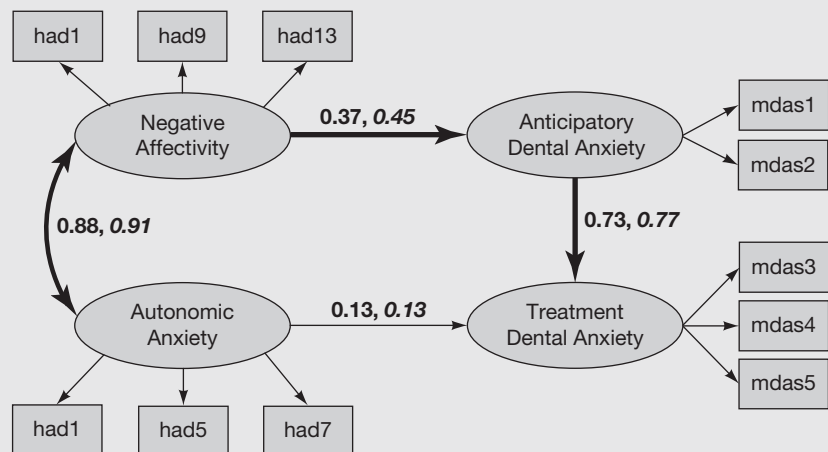 had1
had9
had13
Negative
Affectivity
0.37, 0.45
Anticipatory
Dental Anxiety
mdas1
mdas2
0.88, 0.91
0.73, 0.77
Autonomic
Anxiety
0.13, 0.13
Treatment
Dental Anxiety
mdas3
mdas4
mdas5
had1
had5
had7